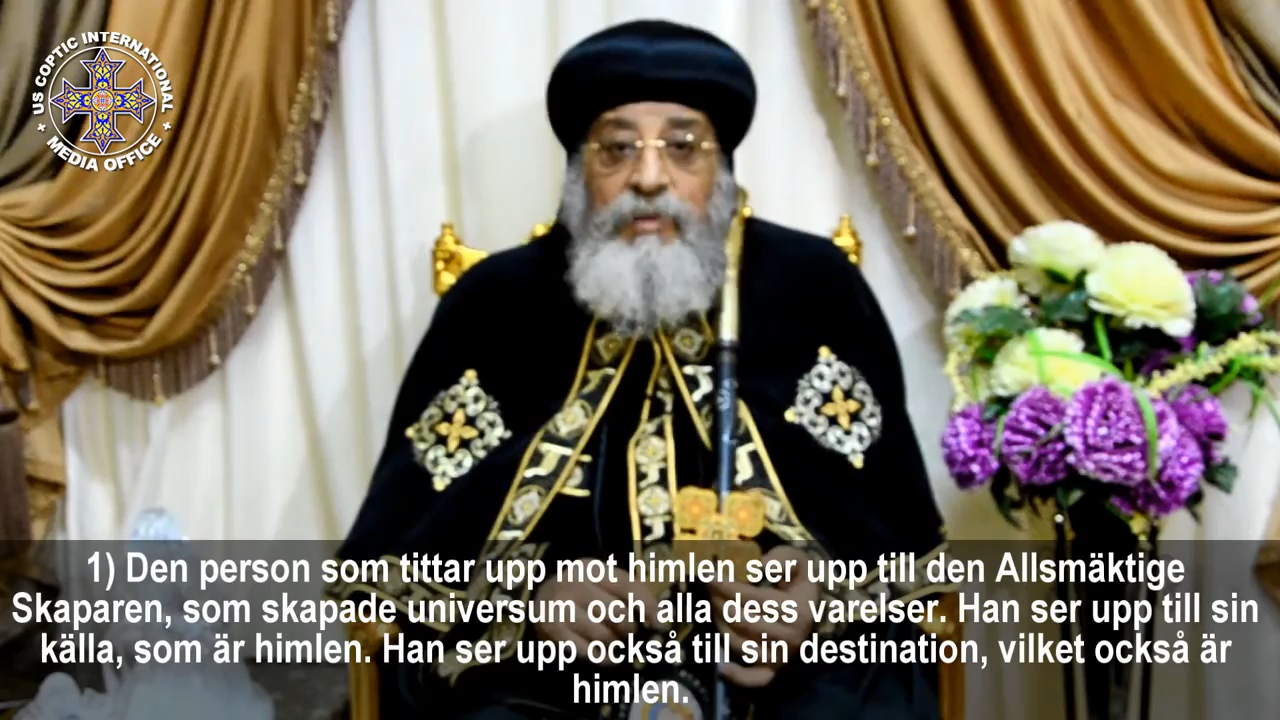 US COPTIC INTERNATIONAL
MEDIA OFFICE
1) Den person som tittar upp mot himlen ser upp till den Allsmäktige
Skaparen, som skapade universum och alla dess varelser. Han ser upp till sin
källa, som är himlen. Han ser upp också till sin destination, vilket också är
himlen.